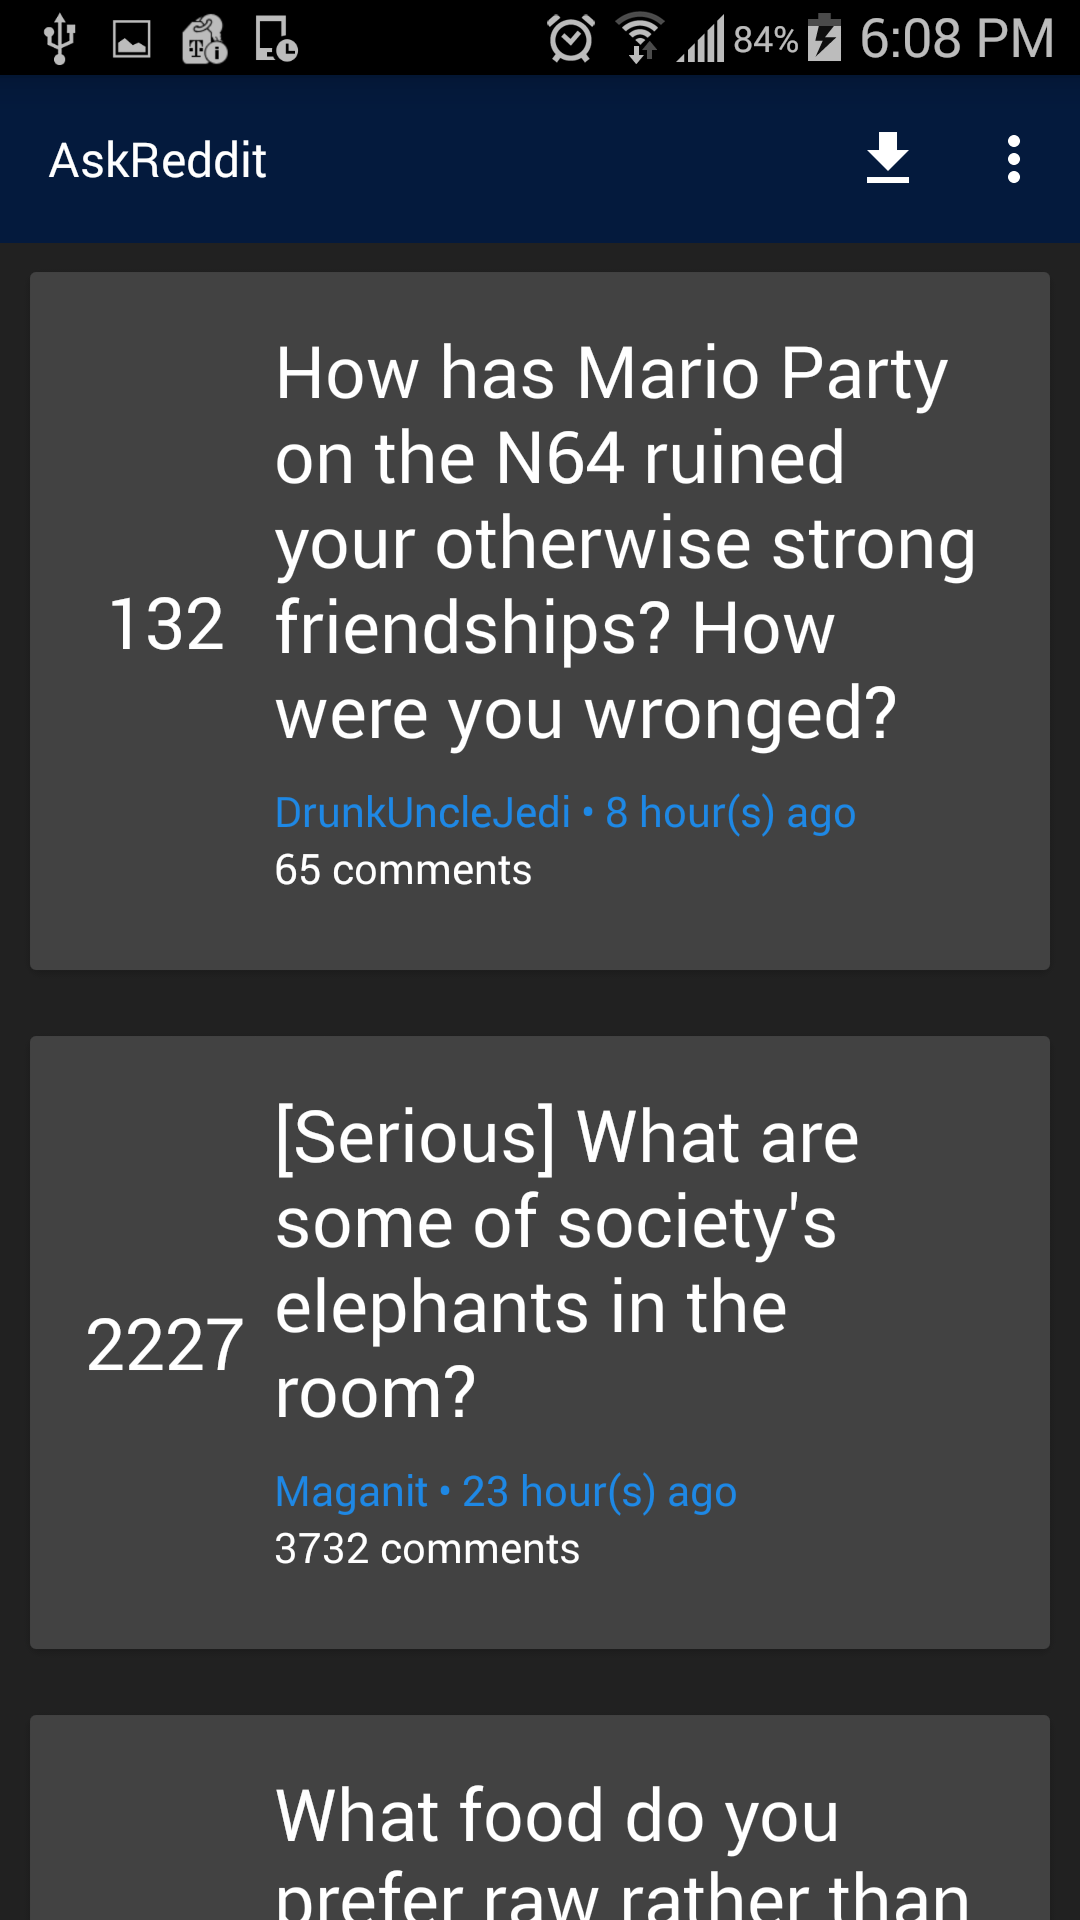 84% 6:08 PM
AskReddit
How has Mario Party
on the N64 ruined
your otherwise strong
friendships? How
were you wronged?
132
DrunkUncleJedi • 8 hour(s) ago
65 comments
[Serious] What are
some of society's
elephants in the
room?
2227
Maganit • 23 hour(s) ago
3732 comments
What food do you
prefer raw rather than